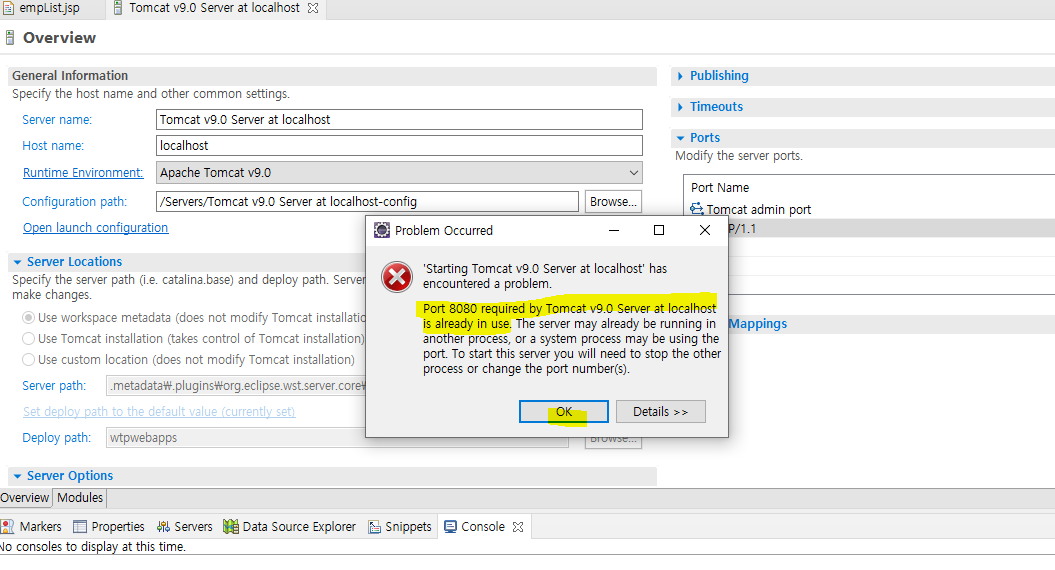 empList.jsp
Tomcat v9.0 Server at localhost
Overview
General Information
Specify the host name and other common settings.
Server name:
Tomcat v9.0 Server at localhost
Host name:
localhost
Runtime Environment:
Apache Tomcat v9.0
Configuration path:
/Servers/Tomcat v9.0 Server at localhost-config
Browse...
Open launch configuration
Server Locations
Specify the server path (i.e. catalina.base) and deploy path. Server
make changes.
Use workspace metadata (does not modify Tomcat installatio
Use Tomcat installation (takes control of Tomcat installation)
Use custom location (does not modify Tomcat installation)
Server path:
.metadata₩.plugins₩org.eclipse.wst.server.core₩
Set deploy path to the default value (currently set)
Deploy path:
wtpwebapps
Browse...
Server Options
Publishing
Timeouts
Ports
Modify the server ports.
Port Name
Tomcat admin port
P/1.1
Mappings
Problem Occurred
'Starting Tomcat v9.0 Server at localhost' has
encountered a problem.
Port 8080 required by Tomcat v9.0 Server at localhost
is already in use. The server may already be running in
another process, or a system process may be using the
port. To start this server you will need to stop the other
process or change the port number(s).
OK
Details >>
Overview
Modules
Markers
Properties
Servers
Data Source Explorer
Snippets
Console
No consoles to display at this time.